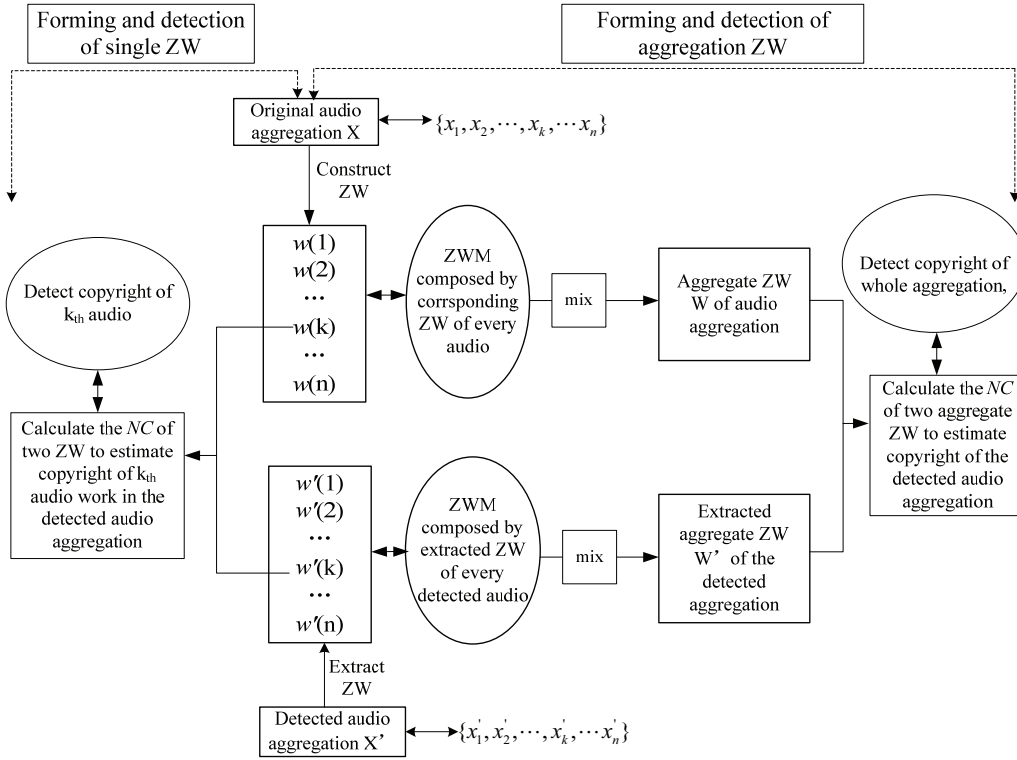 Forming and detection
of single ZW
Forming and detection of
aggregation ZW
Original audio
aggregation X
{x₁, x₂, ⋯, xₖ, ⋯ xₙ}
Construct
ZW
w(1)
w(2)
...
w(k)
...
w(n)
ZWM
composed by
corrsponding
ZW of every
audio
mix
Aggregate ZW
W of audio
aggregation
Detect copyright of
whole aggregation,
Detect copyright of
kth audio
Calculate the NC of
two ZW to estimate
copyright of kth
audio work in the
detected audio
aggregation
Calculate the NC
of two aggregate
ZW to estimate
copyright of the
detected audio
aggregation
w'(1)
w'(2)
...
w'(k)
...
w'(n)
ZWM
composed by
extracted ZW
of every
detected audio
mix
Extracted
aggregate ZW
W’ of the
detected
aggregation
Extract
ZW
Detected audio
aggregation X’
{x₁', x₂', ⋯, xₖ', ⋯ xₙ'}